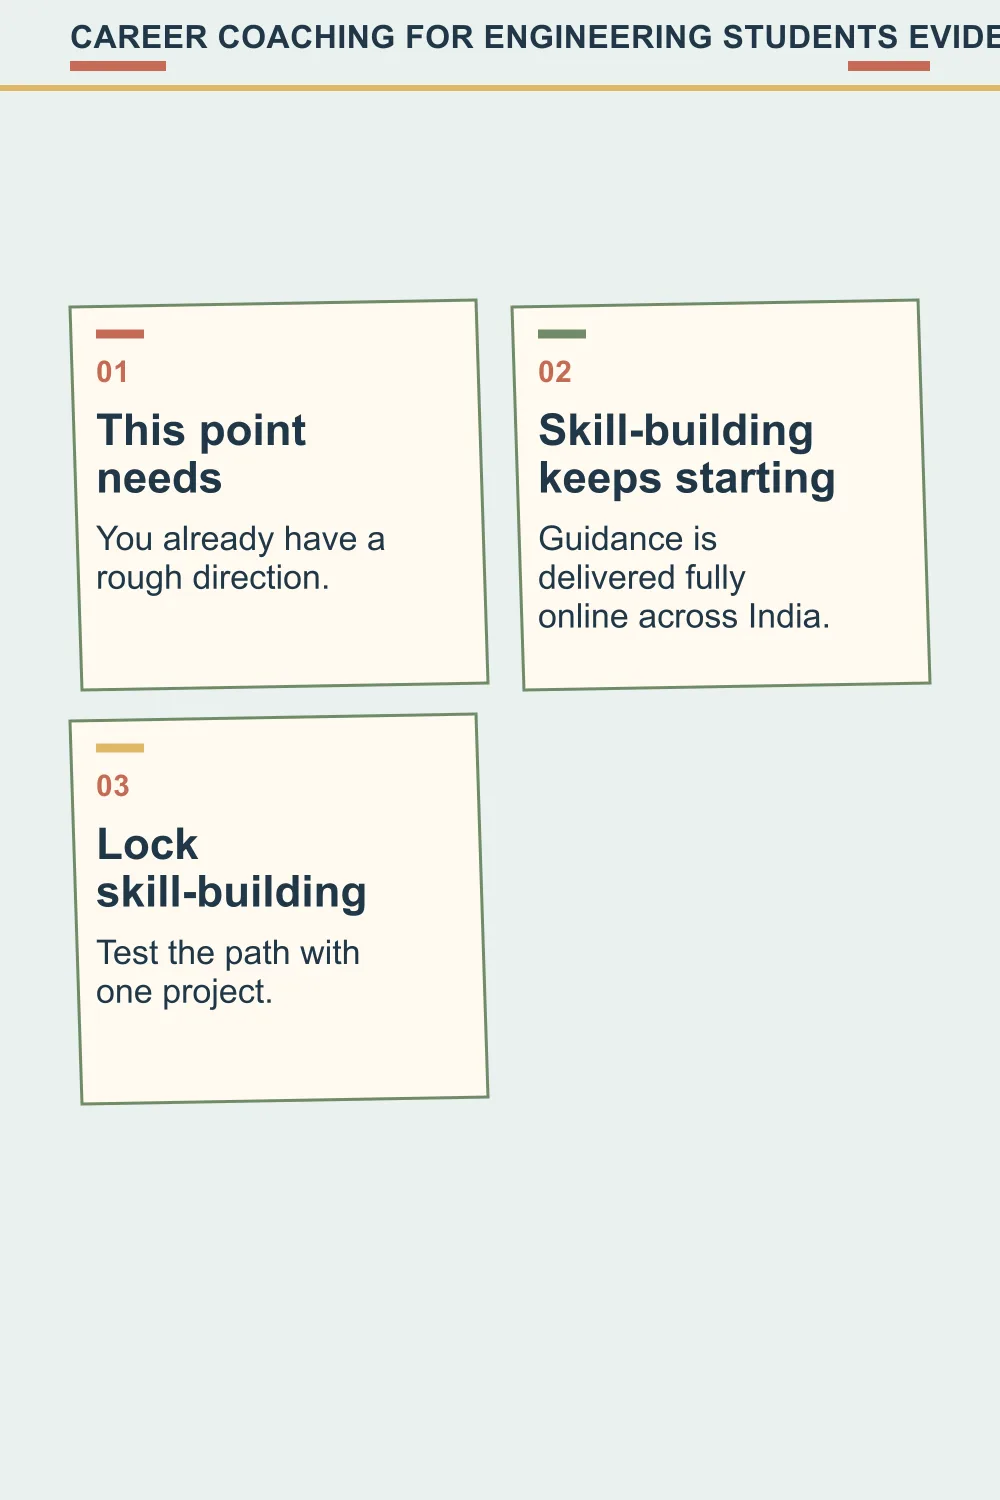 CAREER COACHING FOR ENGINEERING STUDENTS EVIDE
01
This point
needs
You already have a
rough direction.
02
Skill-building
keeps starting
Guidance is
delivered fully
online across India.
03
Lock
skill-building
Test the path with
one project.